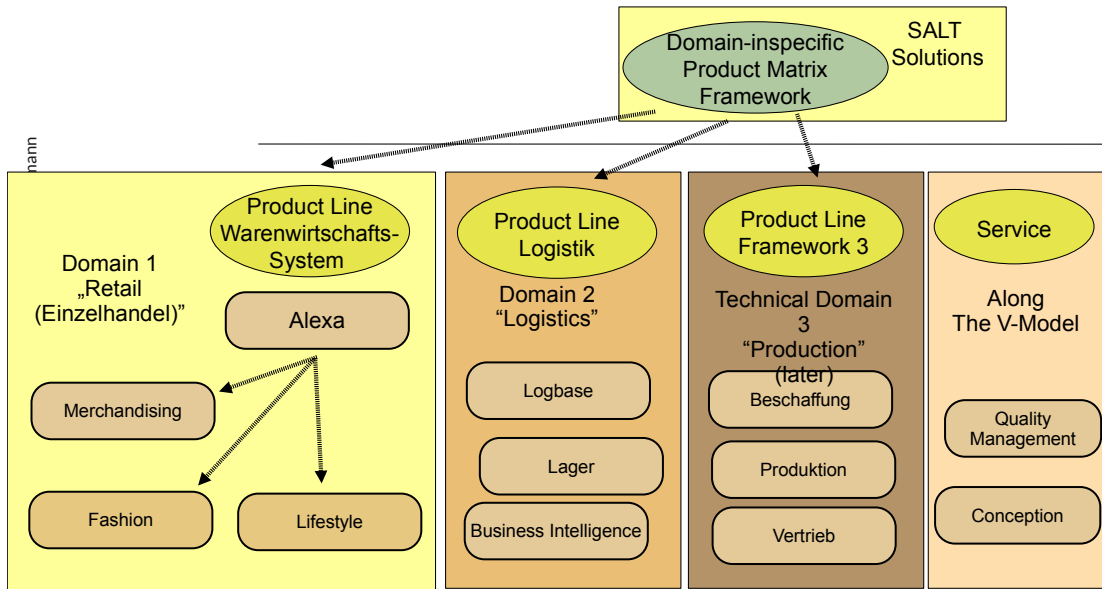 SALT
Solutions
Domain-inspecific
Product Matrix
Framework
mann
Product Line
Warenwirtschafts-
System
Domain 1
„Retail
(Einzelhandel)”
Alexa
Merchandising
Fashion
Lifestyle
Product Line
Logistik
Domain 2
“Logistics”
Logbase
Lager
Business Intelligence
Product Line
Framework 3
Technical Domain
3
“Production”
(later)
Beschaffung
Produktion
Vertrieb
Service
Along
The V-Model
Quality
Management
Conception